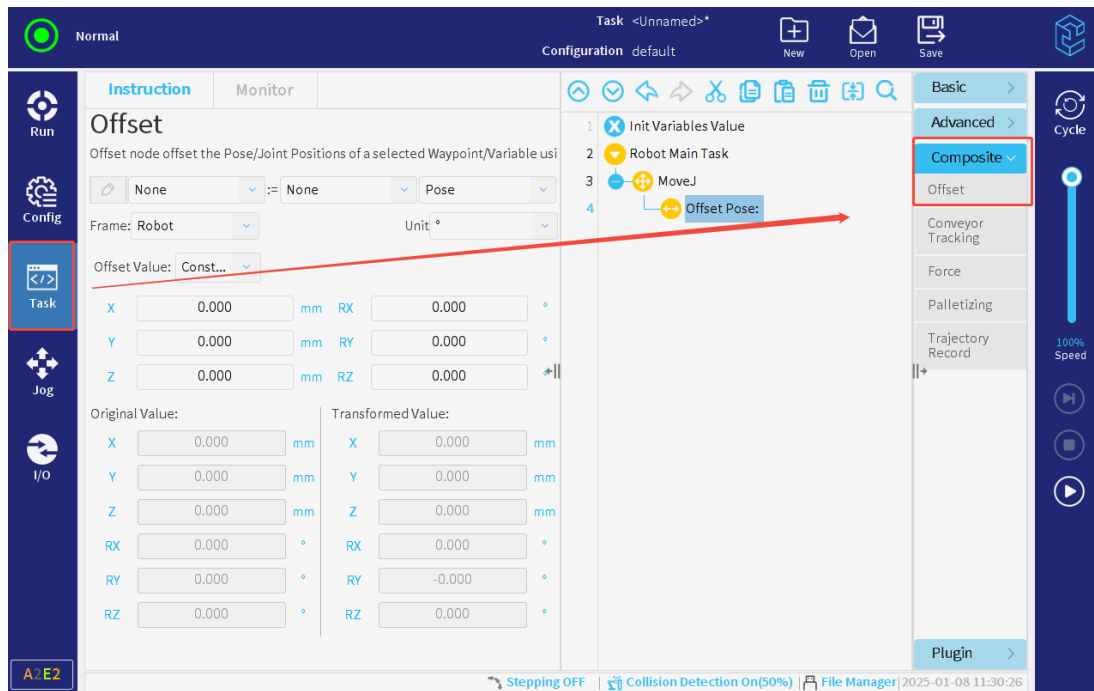 Normal
Task <Unnamed>*
Configuration default
New
Open
Save
Run
Config
Task
Jog
I/O
A2E2
Instruction
Monitor
Offset
Offset node offset the Pose/Joint Positions of a selected Waypoint/Variable usi
None := None Pose
Frame: Robot Unit °
Offset Value: Const...
X 0.000 mm RX 0.000 °
Y 0.000 mm RY 0.000 °
Z 0.000 mm RZ 0.000 °
Original Value: Transformed Value:
X 0.000 mm X 0.000 mm
Y 0.000 mm Y 0.000 mm
Z 0.000 mm Z 0.000 mm
RX 0.000 ° RX 0.000 °
RY 0.000 ° RY -0.000 °
RZ 0.000 ° RZ 0.000 °
1 Init Variables Value
2 Robot Main Task
3 MoveJ
4 Offset Pose:
Basic
Advanced
Composite
Offset
Conveyor
Tracking
Force
Palletizing
Trajectory
Record
Plugin
Cycle
100%
Speed
Stepping OFF | Collision Detection On(50%) | File Manager| 2025-01-08 11:30:26